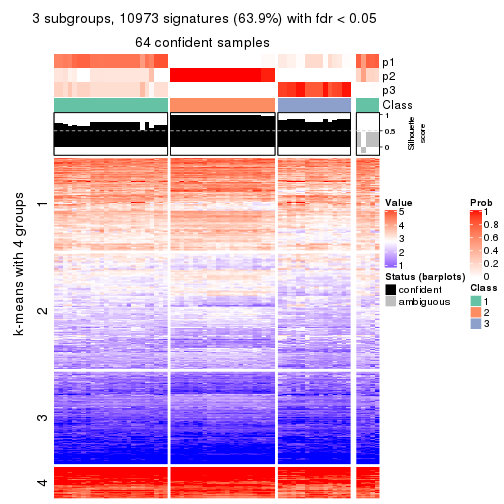 3 subgroups, 10973 signatures (63.9%) with fdr < 0.05
64 confident samples
p1
p2
p3
Class
1
0.5
0
Silhouette
score
k-means with 4 groups
1
2
3
4
Value
5
4
3
2
1
Status (barplots)
confident
ambiguous
Prob
1
0.8
0.6
0.4
0.2
0
Class
1
2
3